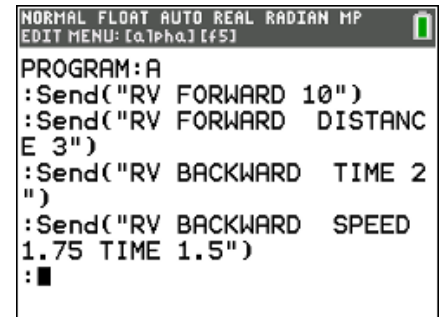 NORMAL FLOAT AUTO REAL RADIAN MP
EDIT MENU: [alpha] [f5]
PROGRAM:A
:Send("RV FORWARD 10")
:Send("RV FORWARD  DISTANC
E 3")
:Send("RV BACKWARD  TIME 2
")
:Send("RV BACKWARD  SPEED
1.75 TIME 1.5")
: